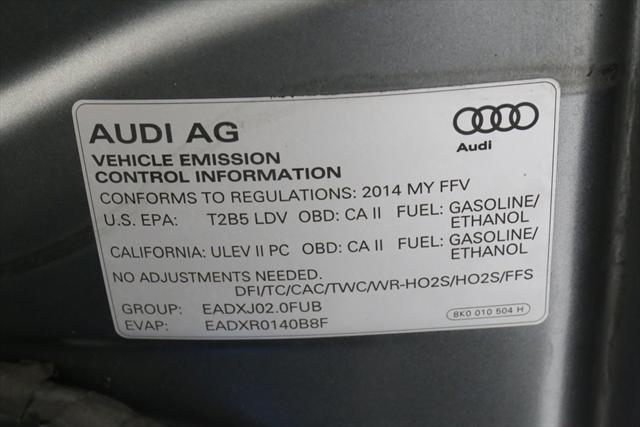 AUDI AG
Audi
VEHICLE EMISSION
CONTROL INFORMATION
CONFORMS TO REGULATIONS: 2014 MY FFV
U.S. EPA: T2B5 LDV OBD: CA II FUEL: GASOLINE/
ETHANOL
CALIFORNIA: ULEV II PC OBD: CA II FUEL: GASOLINE/
ETHANOL
NO ADJUSTMENTS NEEDED.
DFI/TC/CAC/TWC/WR-HO2S/HO2S/FFS
GROUP: EADXJ02.0FUB
EVAP: EADXR0140B8F
8K0 010 504 H